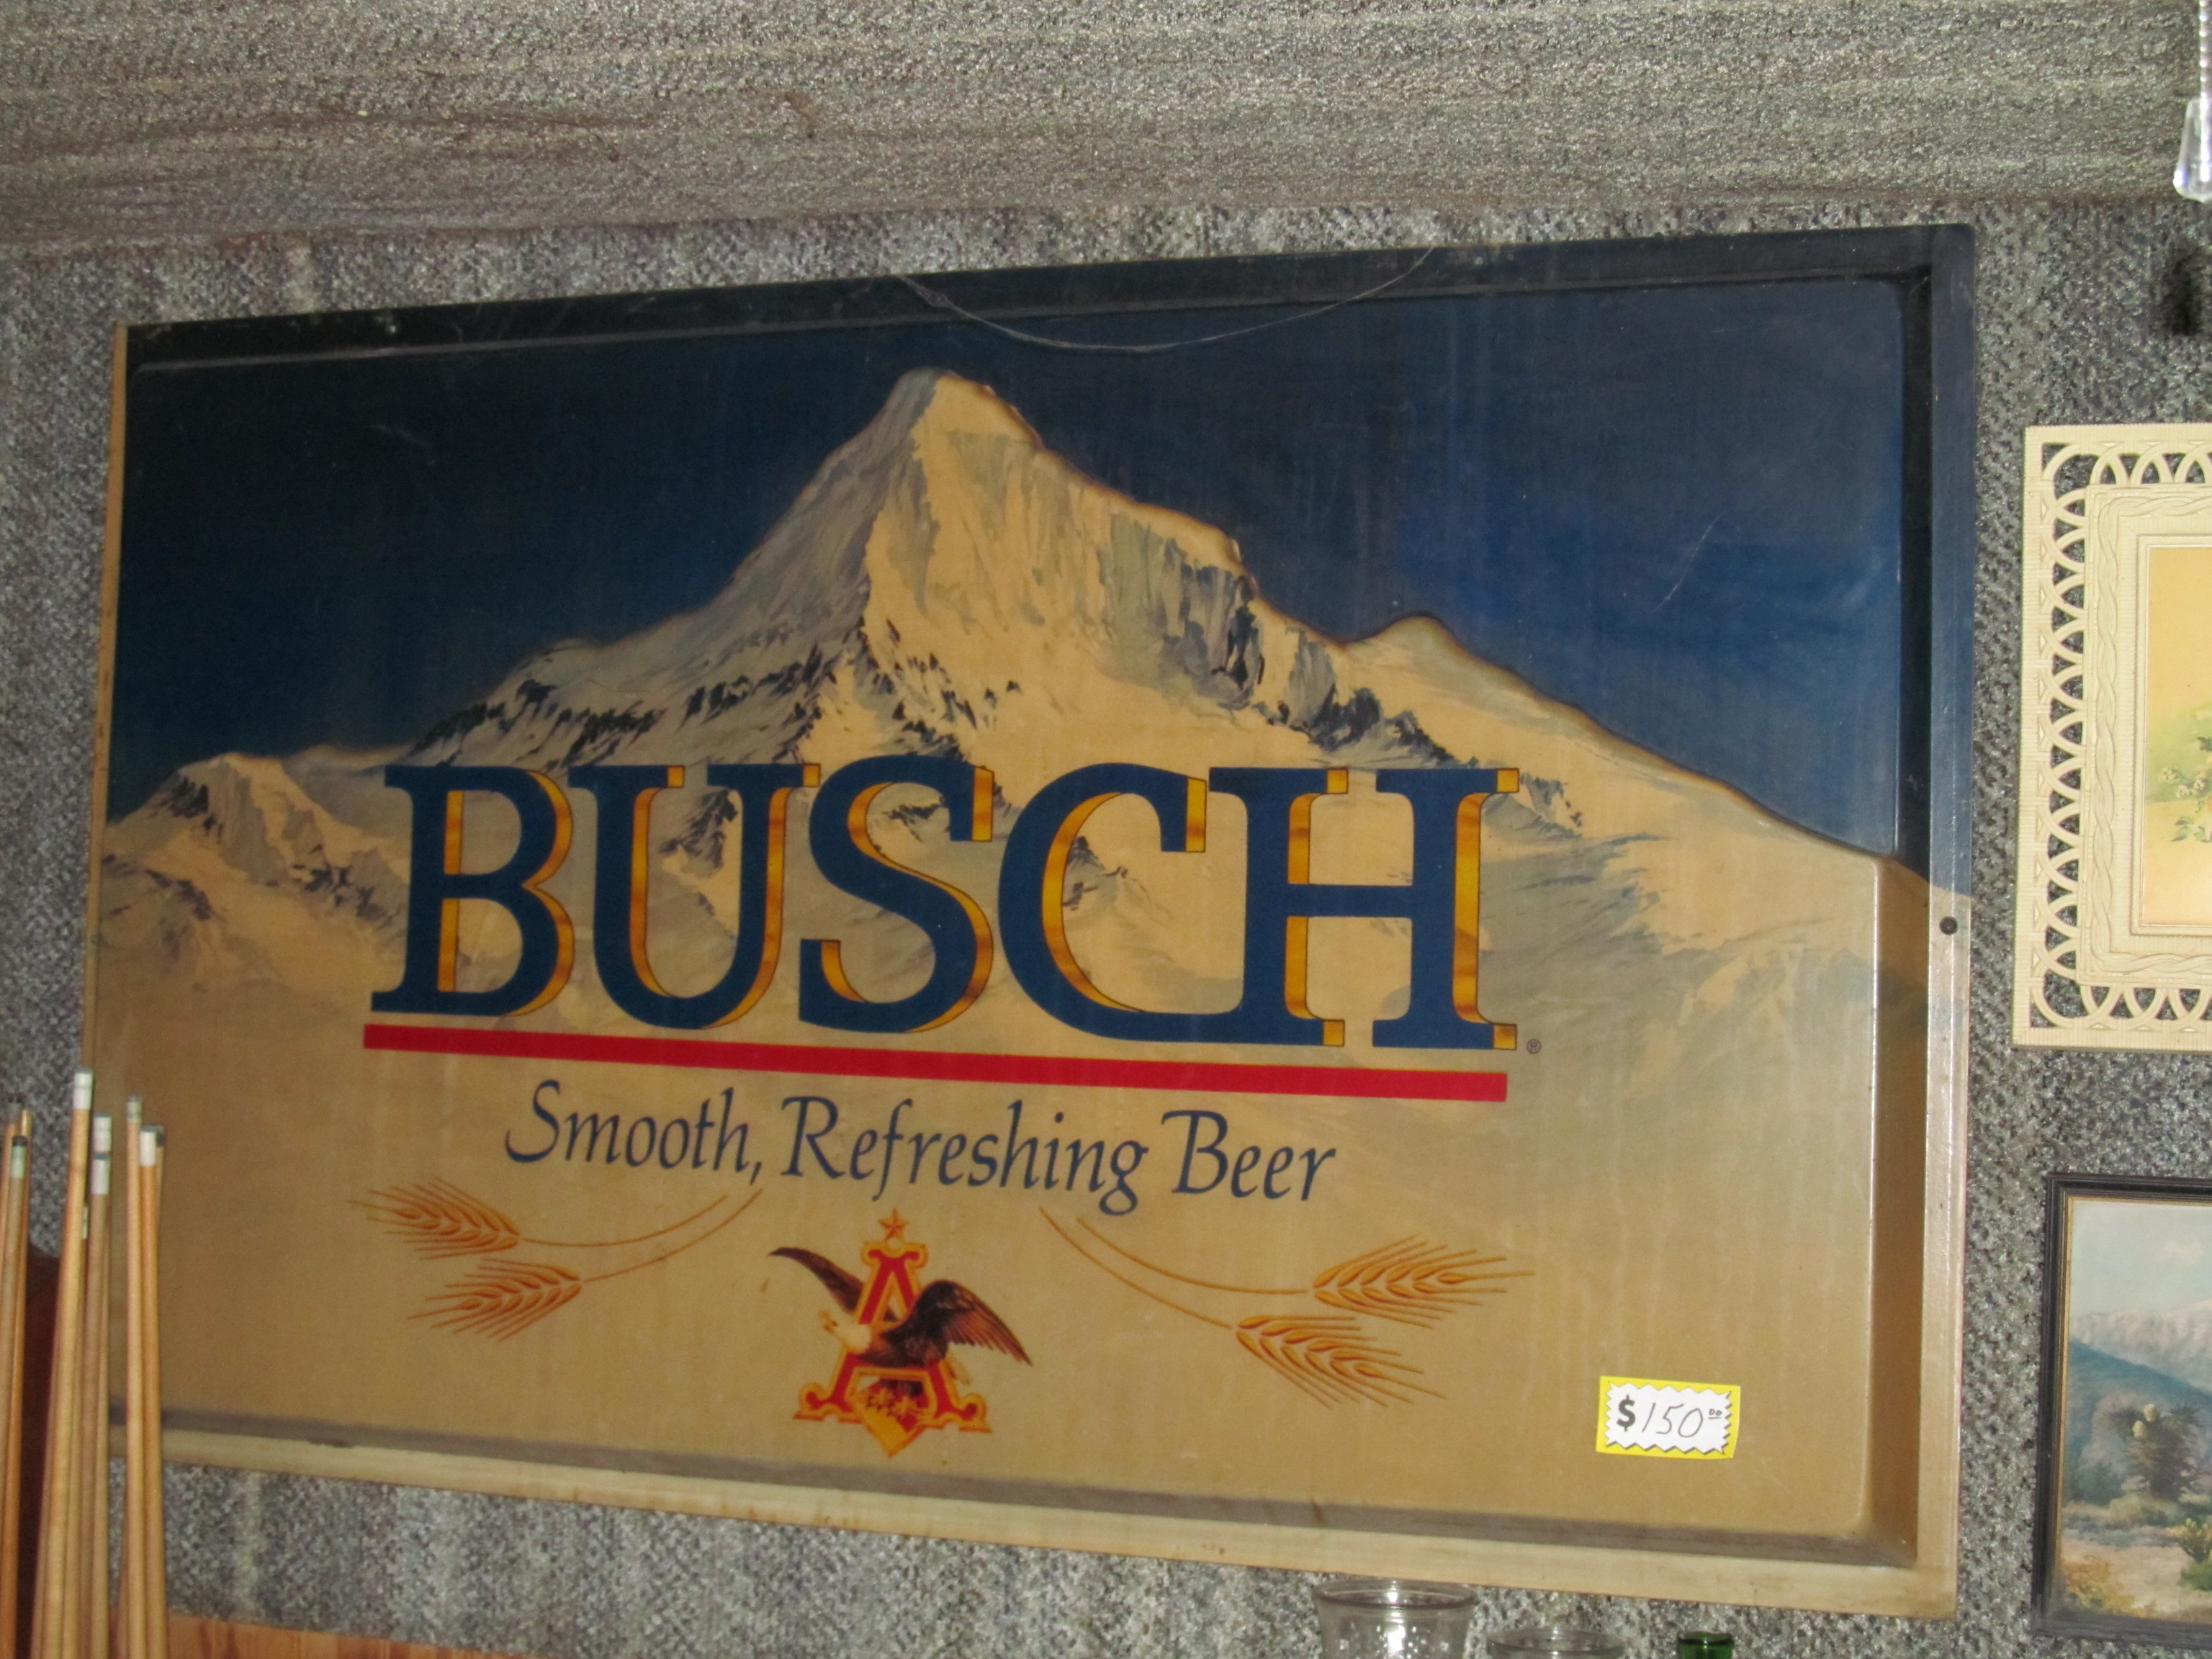 BUSCH®
Smooth, Refreshing Beer
A
$150.00